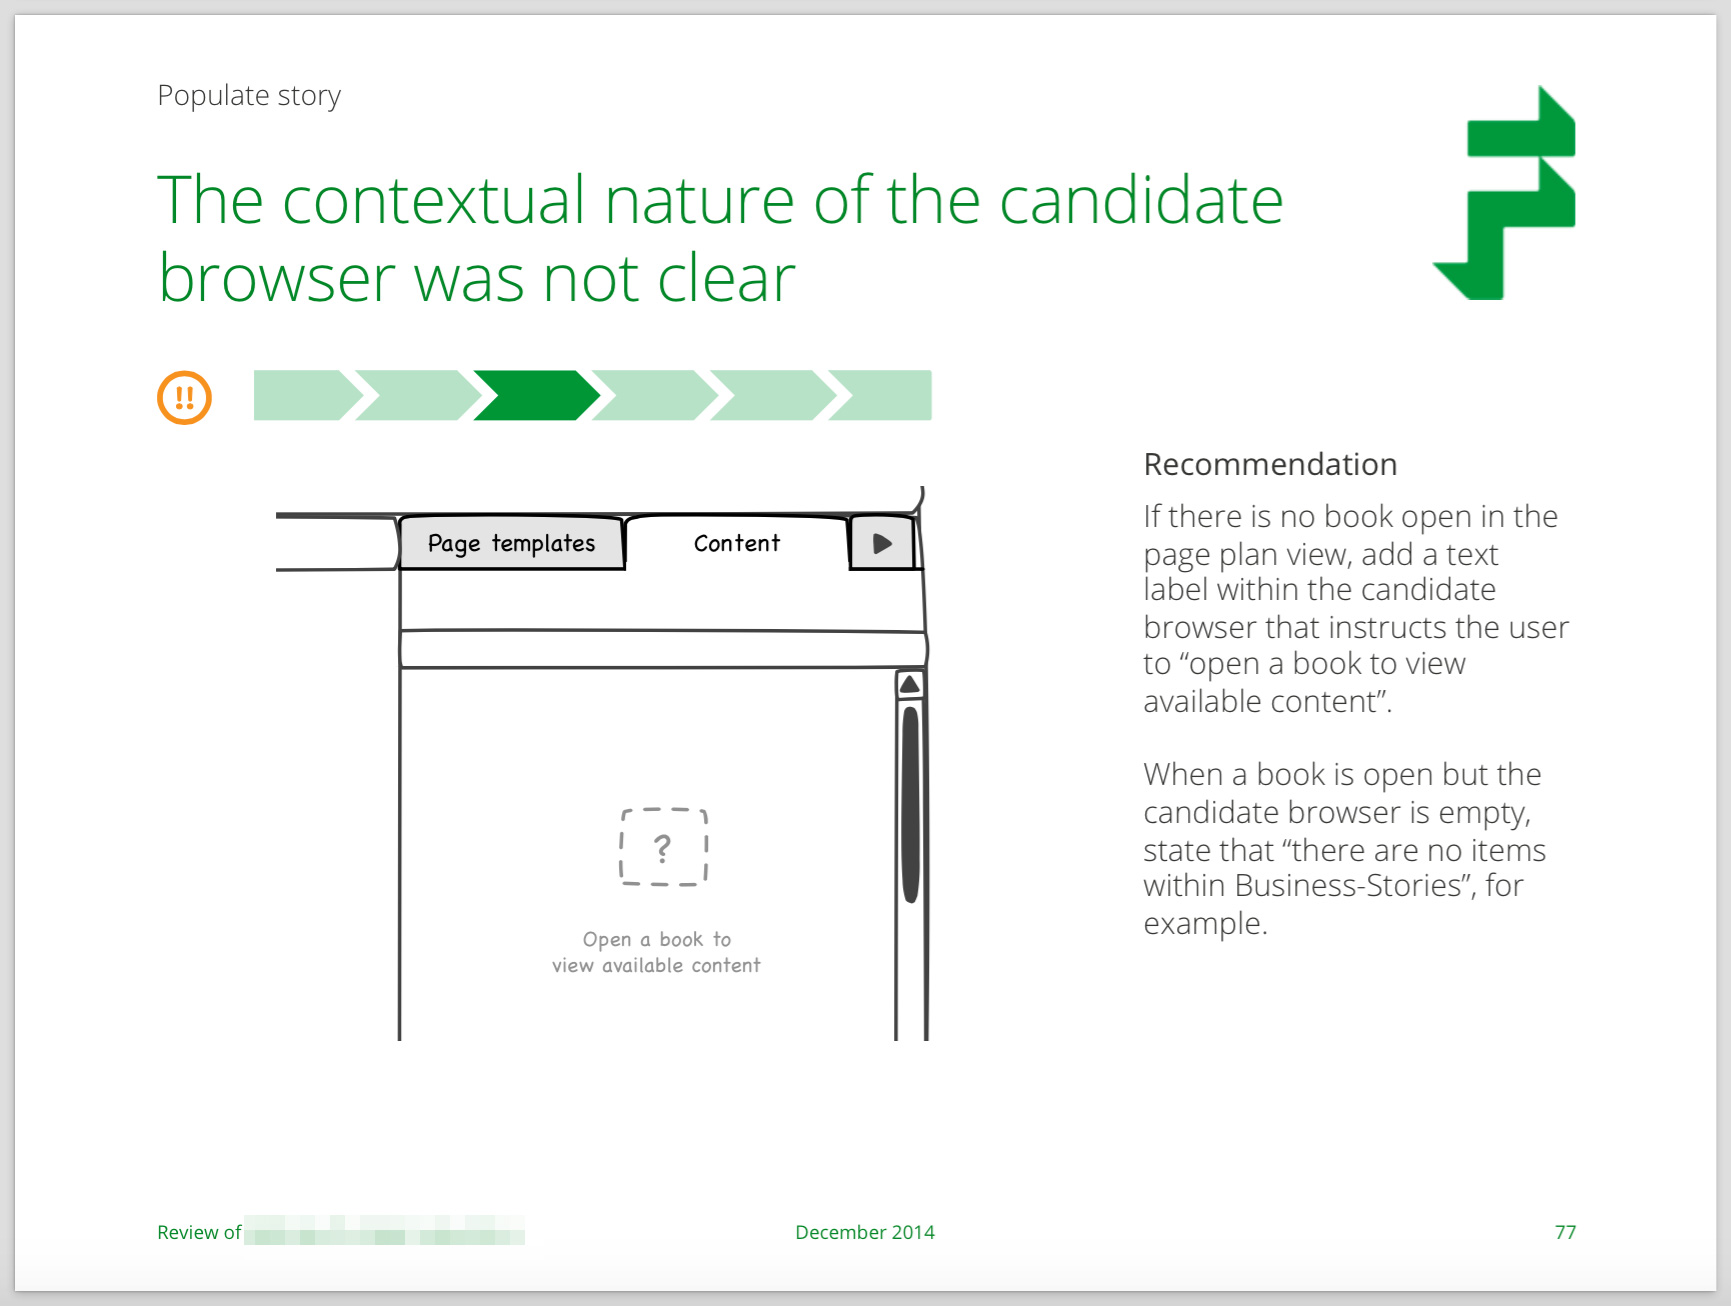 Populate story
The contextual nature of the candidate
browser was not clear
!!
Page templates
Content
?
Open a book to
view available content
Recommendation
If there is no book open in the
page plan view, add a text
label within the candidate
browser that instructs the user
to “open a book to view
available content”.
When a book is open but the
candidate browser is empty,
state that “there are no items
within Business-Stories”, for
example.
Review of
December 2014
77